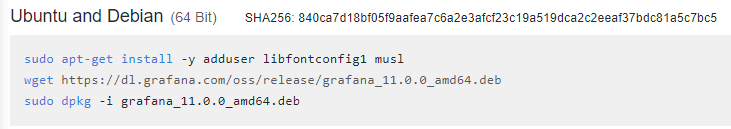 Ubuntu and Debian (64 Bit) SHA256: 840ca7d18bf05f9aafea7c6a2e3afcf23c19a519dca2c2eeaf37bdc81a5c7bc5
sudo apt-get install -y adduser libfontconfig1 musl
wget https://dl.grafana.com/oss/release/grafana_11.0.0_amd64.deb
sudo dpkg -i grafana_11.0.0_amd64.deb